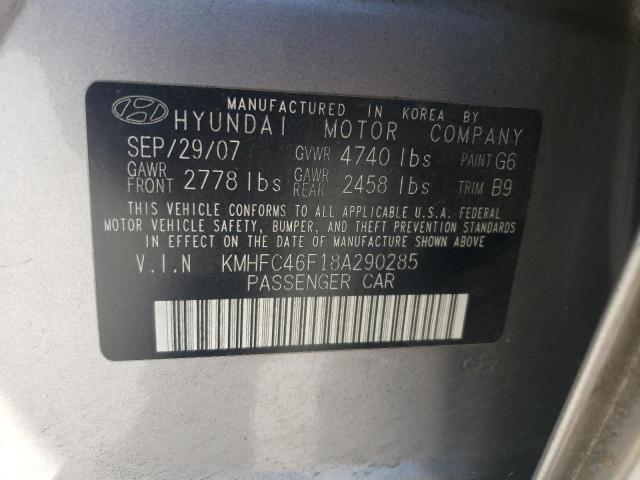 MANUFACTURED IN KOREA BY
HYUNDAI MOTOR COMPANY
SEP/29/07 GVWR 4740 lbs PAINT G6
GAWR FRONT 2778 lbs GAWR REAR 2458 lbs TRIM B9
THIS VEHICLE CONFORMS TO ALL APPLICABLE U.S.A. FEDERAL
MOTOR VEHICLE SAFETY, BUMPER, AND THEFT PREVENTION STANDARDS
IN EFFECT ON THE DATE OF MANUFACTURE SHOWN ABOVE
V.I.N KMHFC46F18A290285
PASSENGER CAR